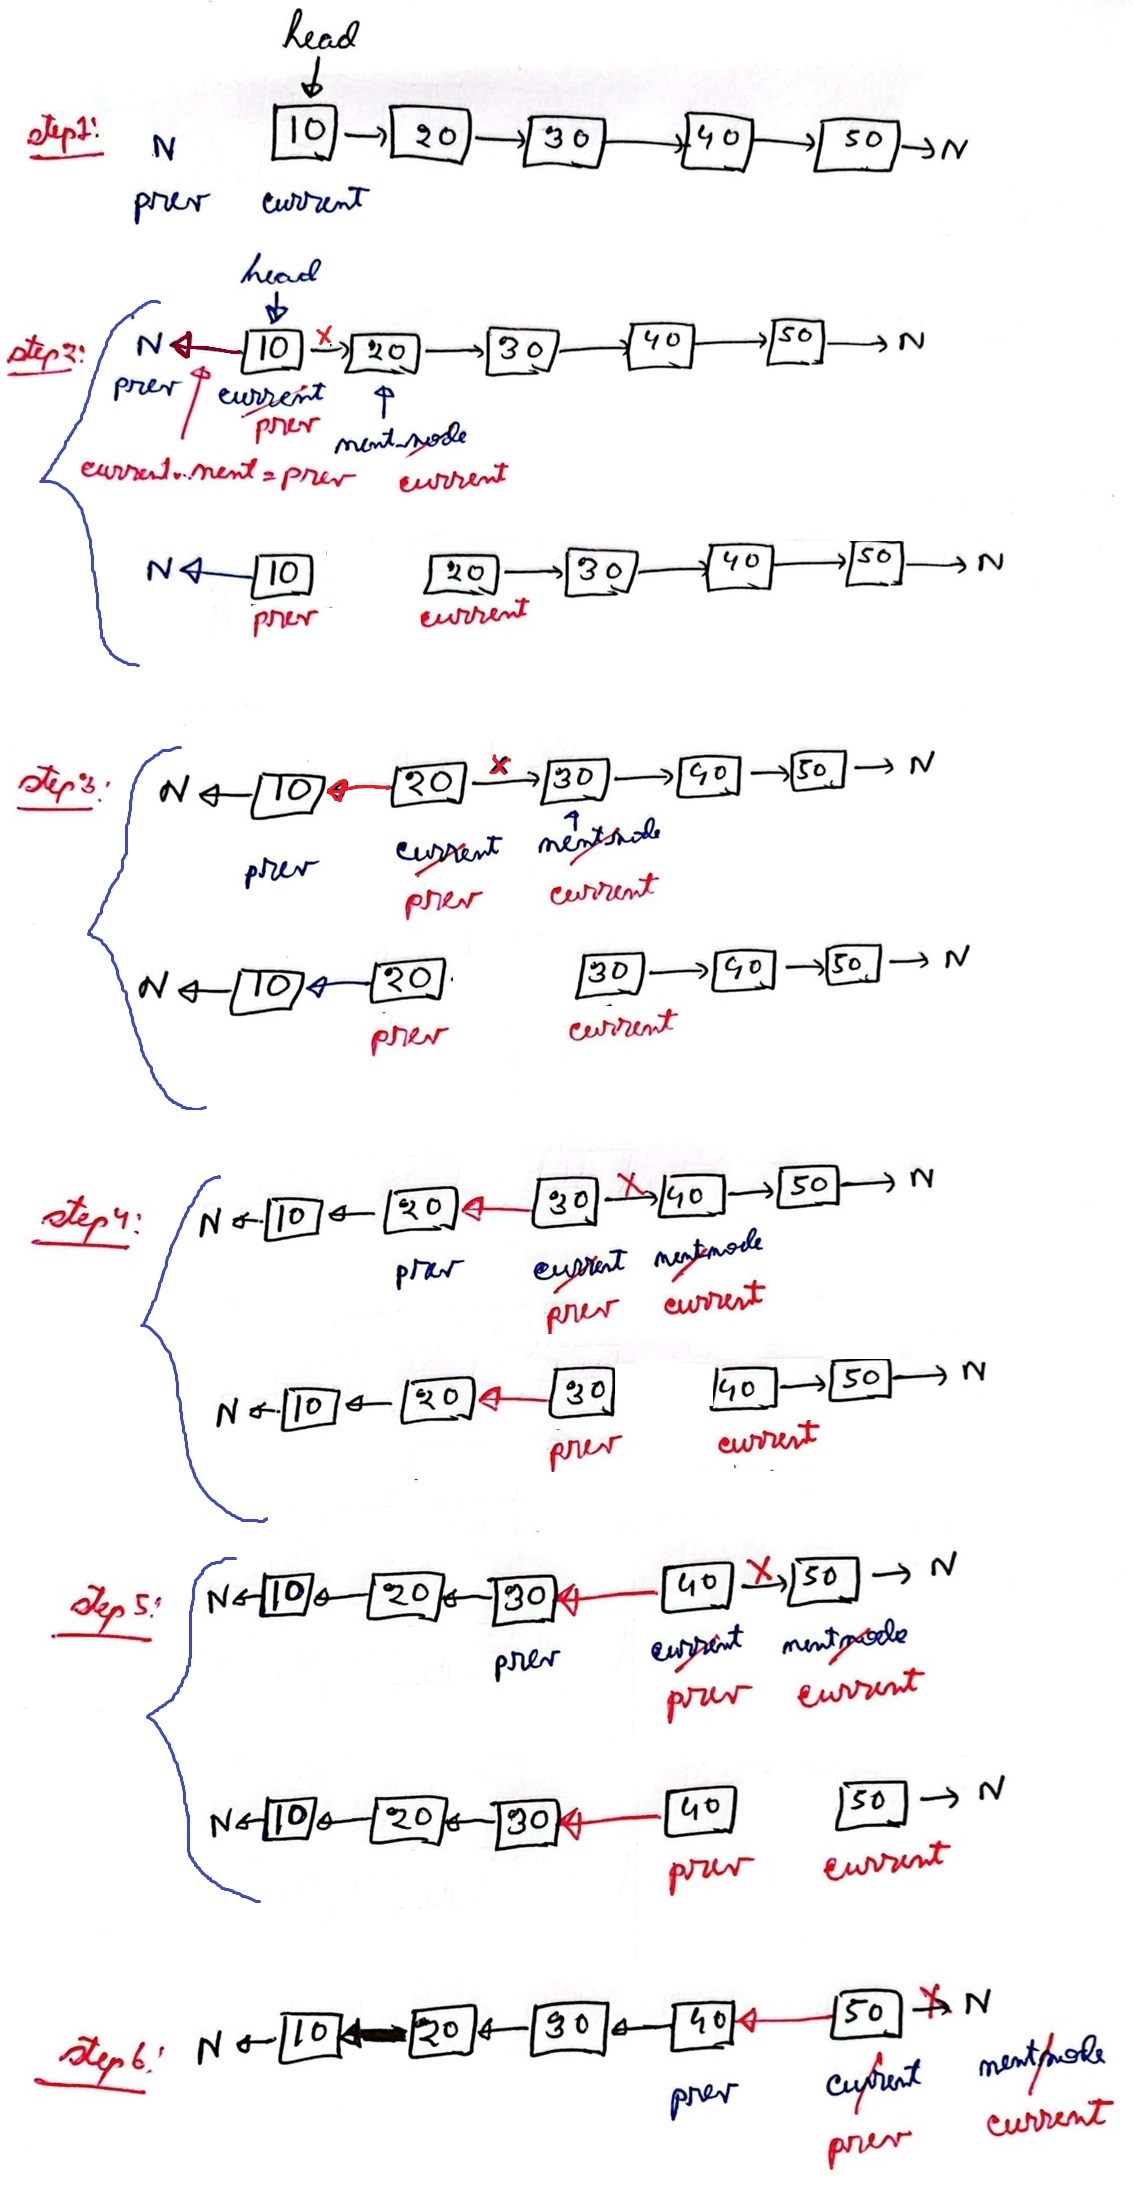 head
step1: N 10 → 20 → 30 → 40 → 50 → N
prev current
head
step2: N ← 10 x → 20 → 30 → 40 → 50 → N
prev current next_node
prev
current.next = prev current
N ← 10 20 → 30 → 40 → 50 → N
prev current
step3: N ← 10 ← 20 x → 30 → 40 → 50 → N
prev current nextnode
prev current
N ← 10 ← 20 30 → 40 → 50 → N
prev current
step4: N ← 10 ← 20 ← 30 x → 40 → 50 → N
prev current nextnode
prev current
N ← 10 ← 20 ← 30 40 → 50 → N
prev current
step5: N ← 10 ← 20 ← 30 ← 40 x → 50 → N
prev current nextnode
prev current
N ← 10 ← 20 ← 30 ← 40 50 → N
prev current
step6: N ← 10 ← 20 ← 30 ← 40 ← 50 x → N
prev current nextnode
prev current